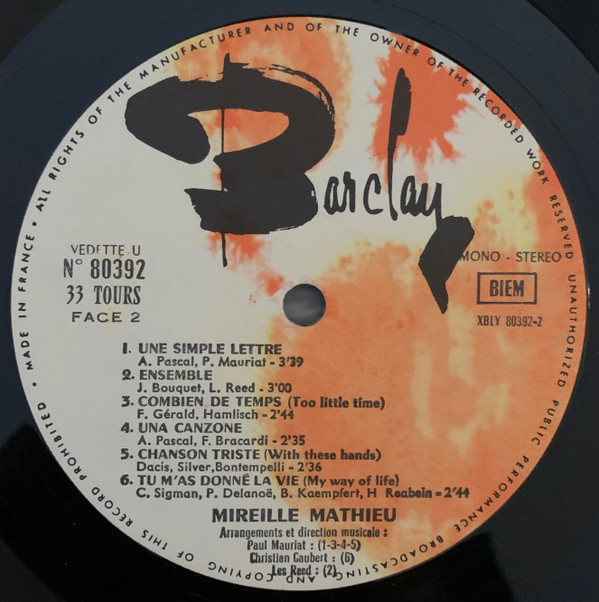 MADE IN FRANCE • ALL RIGHTS OF THE MANUFACTURER AND OF THE OWNER OF THE RECORDED WORK RESERVED UNAUTHORIZED PUBLIC PERFORMANCE BROADCASTING AND COPYING OF THIS RECORD PROHIBITED •
Barclay
VEDETTE-U
N° 80392
33 TOURS
FACE 2
MONO - STEREO
BIEM
XBLY 80392-2
1. UNE SIMPLE LETTRE
A. Pascal, P. Mauriat - 3'39
2. ENSEMBLE
J. Bouquet, L. Reed - 3'00
3. COMBIEN DE TEMPS (Too little time)
F. Gérald, Hamlisch - 2'44
4. UNA CANZONE
A. Pascal, F. Bracardi - 2'35
5. CHANSON TRISTE (With these hands)
Dacis, Silver, Bontempelli - 2'36
6. TU M'AS DONNÉ LA VIE (My way of life)
C. Sigman, P. Delanoë, B. Kaempfert, H Reabein - 2'44
MIREILLE MATHIEU
Arrangements et direction musicale :
Paul Mauriat : (1-3-4-5)
Christian Gaubert : (6)
Les Reed : (2)